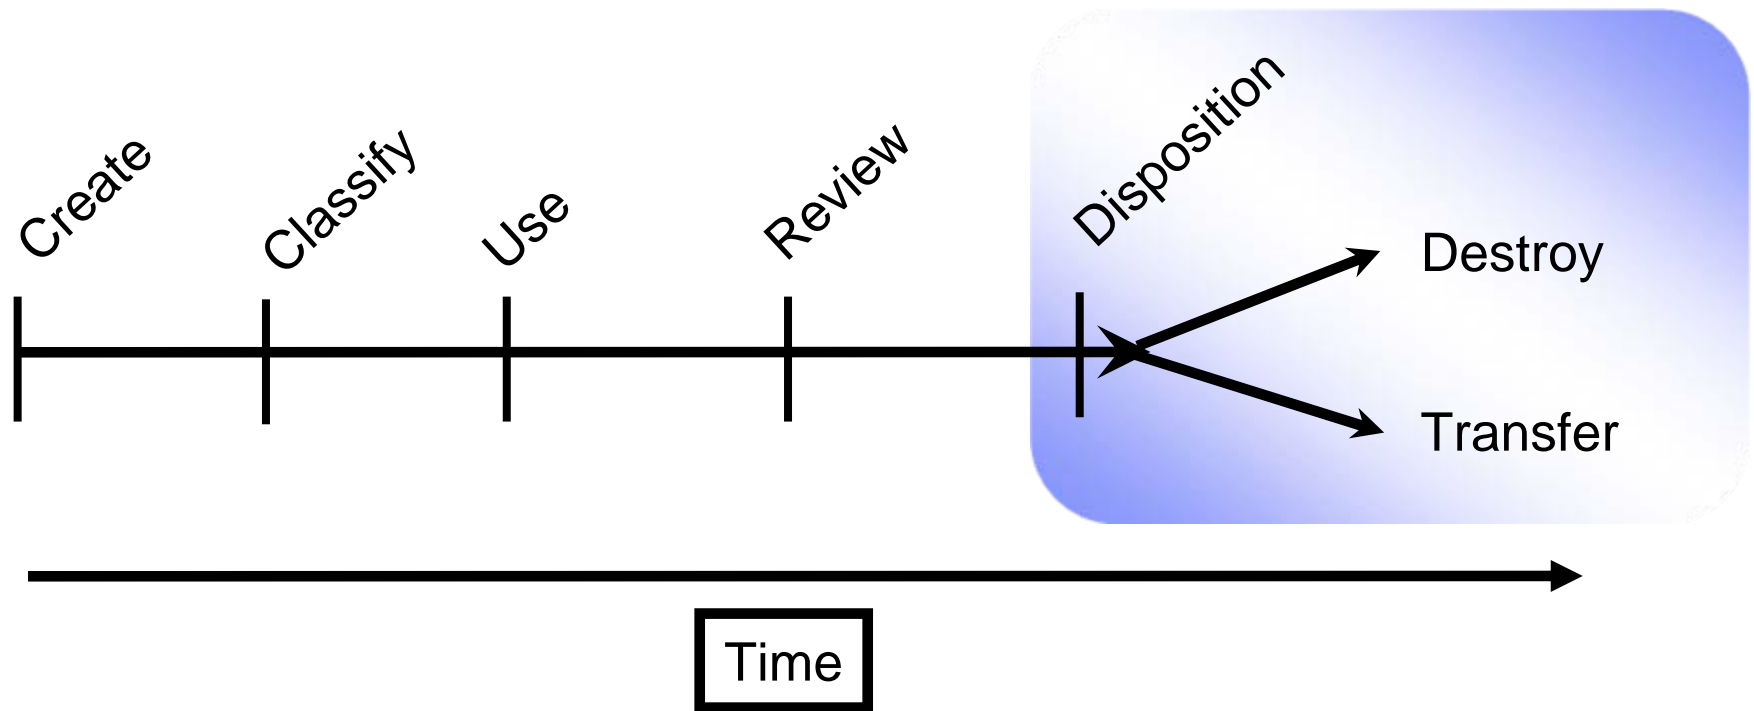 Create
Classify
Use
Review
Disposition
Destroy
Transfer
Time